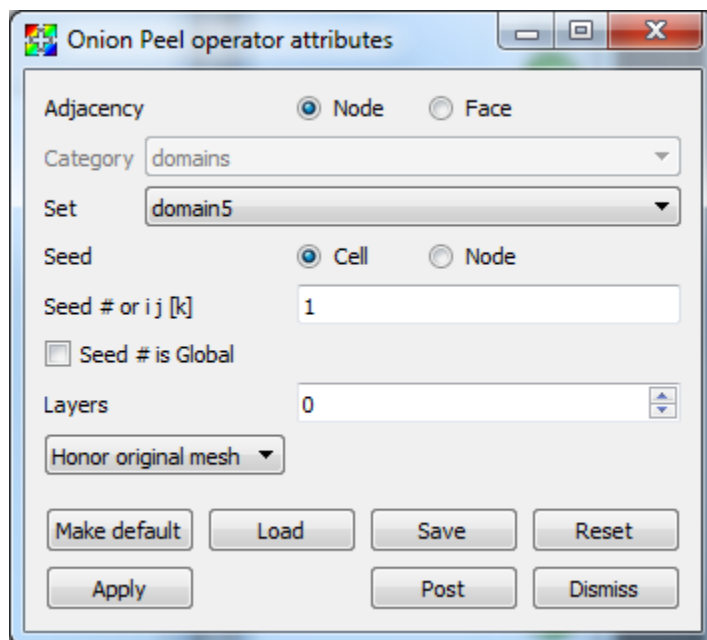 Onion Peel operator attributes
Adjacency Node Face
Category domains
Set domain5
Seed Cell Node
Seed # or i j [k] 1
Seed # is Global
Layers 0
Honor original mesh
Make default Load Save Reset
Apply Post Dismiss